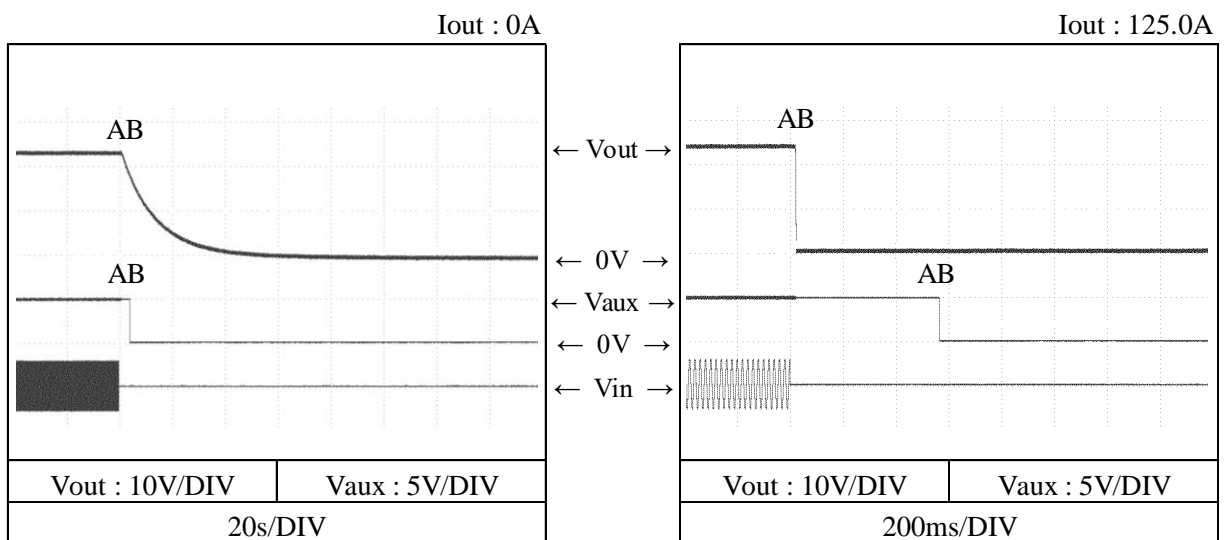 Iout : 0A
Iout : 125.0A
AB
AB
← Vout →
← 0V →
AB
AB
← Vaux →
← 0V →
← Vin →
Vout : 10V/DIV
Vaux : 5V/DIV
Vout : 10V/DIV
Vaux : 5V/DIV
20s/DIV
200ms/DIV